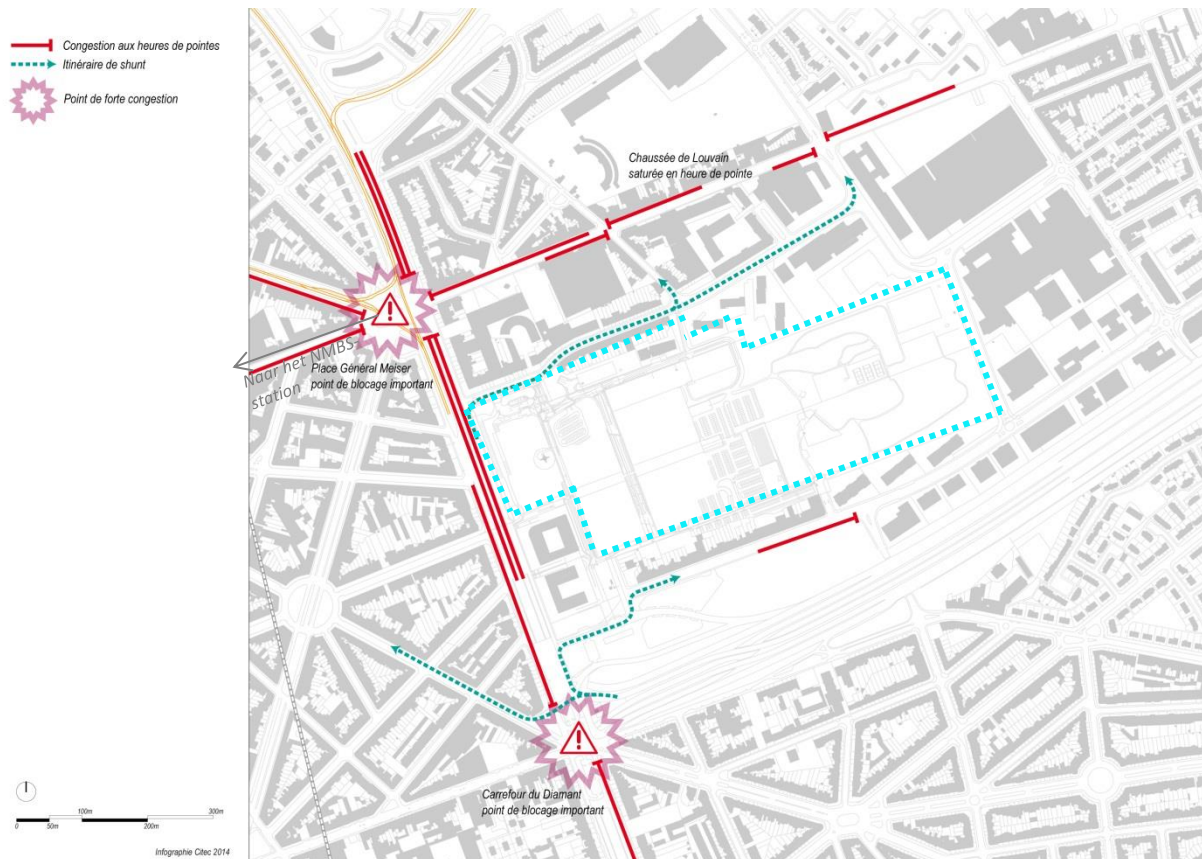 Congestion aux heures de pointes
Itinéraire de shunt
Point de forte congestion
Chaussée de Louvain
saturée en heure de pointe
Naar het NMBS-
station
Place Général Meiser
point de blocage important
Carrefour du Diamant
point de blocage important
100m
300m
0
50m
200m
Infographie Citec 2014